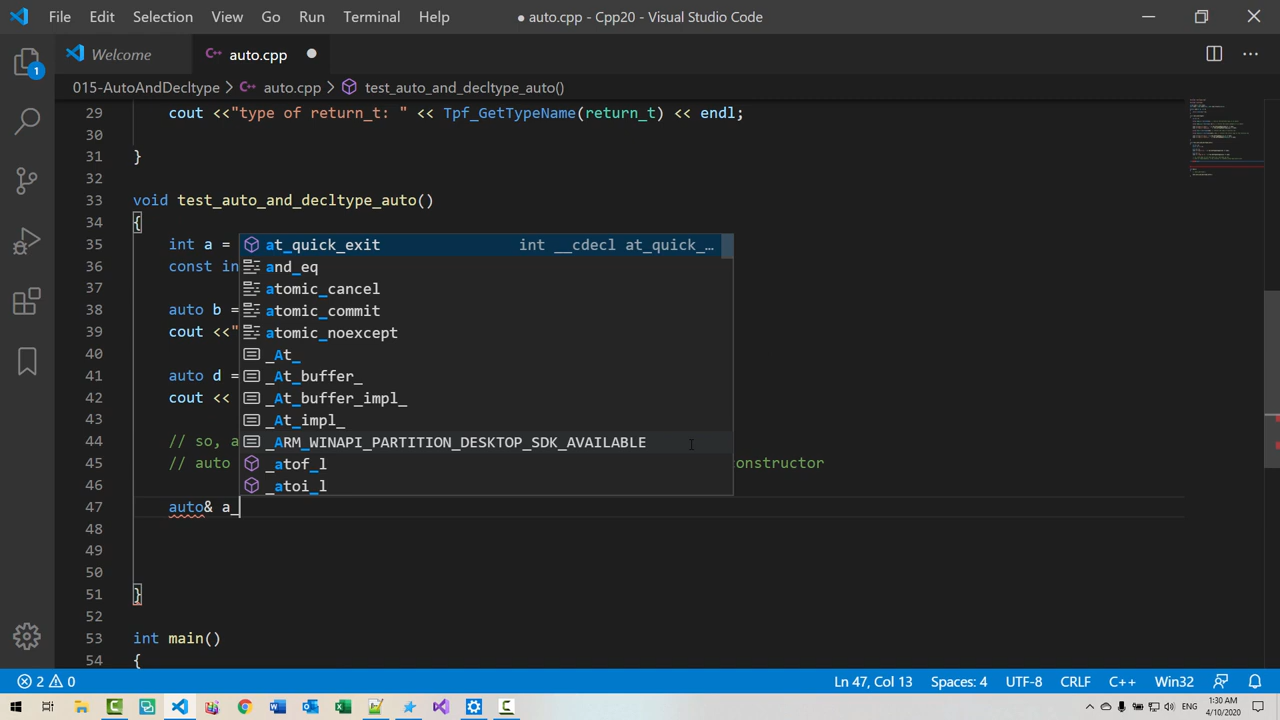 File Edit Selection View Go Run Terminal Help ● auto.cpp - Cpp20 - Visual Studio Code
Welcome C++ auto.cpp
015-AutoAndDecltype > C++ auto.cpp > test_auto_and_decltype_auto()
29 cout <<"type of return_t: " << Tpf_GetTypeName(return_t) << endl;
30
31 }
32
33 void test_auto_and_decltype_auto()
34 {
35 int a = at_quick_exit int __cdecl at_quick_…
36 const in and_eq
37 atomic_cancel
38 auto b = atomic_commit
39 cout <<" atomic_noexcept
40 _At_
41 auto d = _At_buffer_
42 cout << _At_buffer_impl_
43 _At_impl_
44 // so, a _ARM_WINAPI_PARTITION_DESKTOP_SDK_AVAILABLE
45 // auto _atof_l onstructor
46 _atoi_l
47 auto& a_
48
49
50
51 }
52
53 int main()
54 {
1
2 0 Ln 47, Col 13 Spaces: 4 UTF-8 CRLF C++ Win32
ENG 1:30 AM
4/10/2020